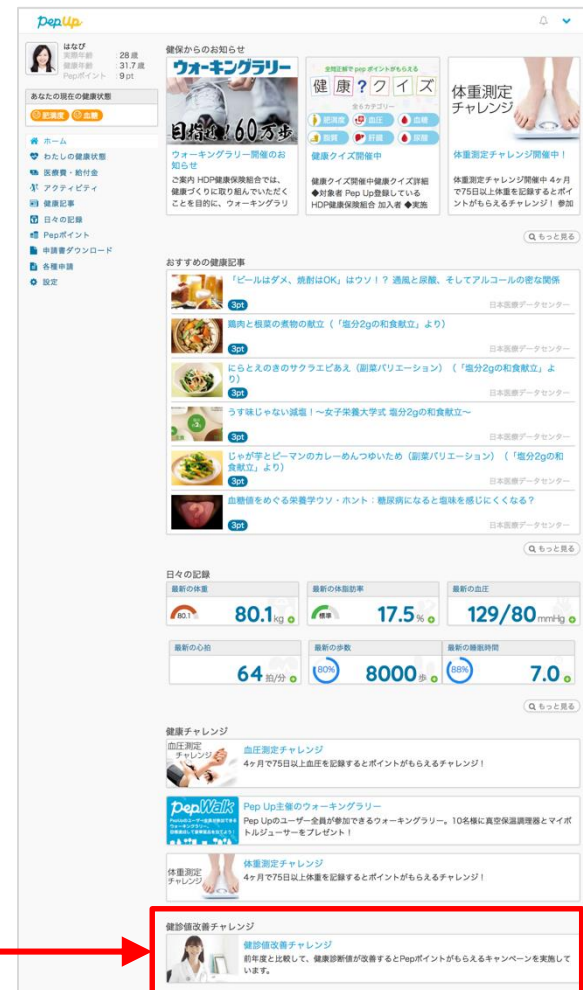 PepUp
はなび
実際年齢 : 28 歳
健康年齢 : 31.7 歳
Pepポイント : 9 pt
あなたの現在の健康状態
肥満度 血糖
ホーム
わたしの健康状態
医療費・給付金
アクティビティ
健康記事
日々の記録
Pepポイント
申請書ダウンロード
各種申請
設定
健保からのお知らせ
ウォーキングラリー
目指せ！60万歩
ウォーキングラリー開催のお
知らせ
ご案内 HDP健康保険組合では、
健康づくりに取り組んでいただく
ことを目的に、ウォーキングラリ
全問正解で pep ポイントがもらえる
健康？クイズ
全6カテゴリー
肥満度 血圧 血糖
脂質 肝臓 尿酸
健康クイズ開催中
健康クイズ開催中健康クイズ詳細
◆対象者 Pep Up登録している
HDP健康保険組合 加入者 ◆実施
体重測定
チャレンジ
体重測定チャレンジ開催中！
体重測定チャレンジ開催中 4ヶ月
で75日以上体重を記録するとポイ
ントがもらえるチャレンジ！ 参加
もっと見る
おすすめの健康記事
「ビールはダメ、焼酎はOK」はウソ！？ 通風と尿酸、そしてアルコールの密な関係
3pt 日本医療データセンター
鶏肉と根菜の煮物の献立（「塩分2gの和食献立」より）
3pt 日本医療データセンター
にらとえのきのサクラエビあえ（副菜バリエーション）（「塩分2gの和食献立」よ
り）
3pt 日本医療データセンター
うす味じゃない減塩！～女子栄養大学式 塩分2gの和食献立～
3pt 日本医療データセンター
じゃが芋とピーマンのカレーめんつゆいため（副菜バリエーション）（「塩分2gの和
食献立」より）
3pt 日本医療データセンター
血糖値をめぐる栄養学ウソ・ホント：糖尿病になると塩味を感じにくくなる？
3pt 日本医療データセンター
もっと見る
日々の記録
最新の体重 最新の体脂肪率 最新の血圧
80.1 80.1 kg 標準 17.5 % 129/80 mmHg
最新の心拍 最新の歩数 最新の睡眠時間
64 拍/分 80% 8000 歩 88% 7.0
もっと見る
健康チャレンジ
血圧測定
チャレンジ
血圧測定チャレンジ
4ヶ月で75日以上血圧を記録するとポイントがもらえるチャレンジ！
pepWalk
Pep Up主催のウォーキングラリー
Pep Upのユーザー全員が参加できるウォーキングラリー。10名様に真空保温調理器とマイボ
トルジューサーをプレゼント！
体重測定
チャレンジ
体重測定チャレンジ
4ヶ月で75日以上体重を記録するとポイントがもらえるチャレンジ！
健診値改善チャレンジ
健診値改善チャレンジ
前年度と比較して、健康診断値が改善するとPepポイントがもらえるキャンペーンを実施して
います。